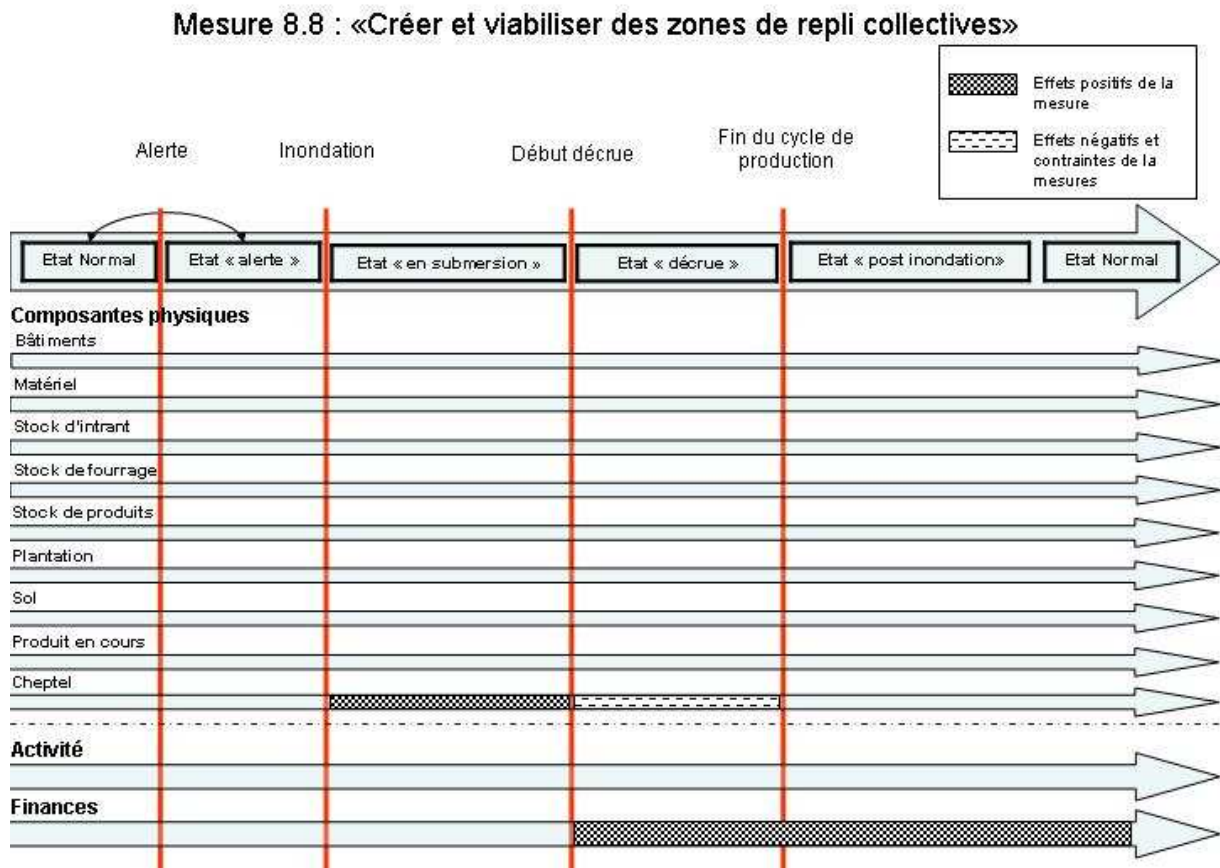 Mesure 8.8 : «Créer et viabiliser des zones de repli collectives»
Effets positifs de la
mesure
Effets négatifs et
contraintes de la
mesures
Alerte
Inondation
Début décrue
Fin du cycle de
production
Etat Normal
Etat « alerte »
Etat « en submersion »
Etat « décrue »
Etat « post inondation»
Etat Normal
Composantes physiques
Bâtiments
Matériel
Stock d'intrant
Stock de fourrage
Stock de produits
Plantation
Sol
Produit en cours
Cheptel
Activité
Finances